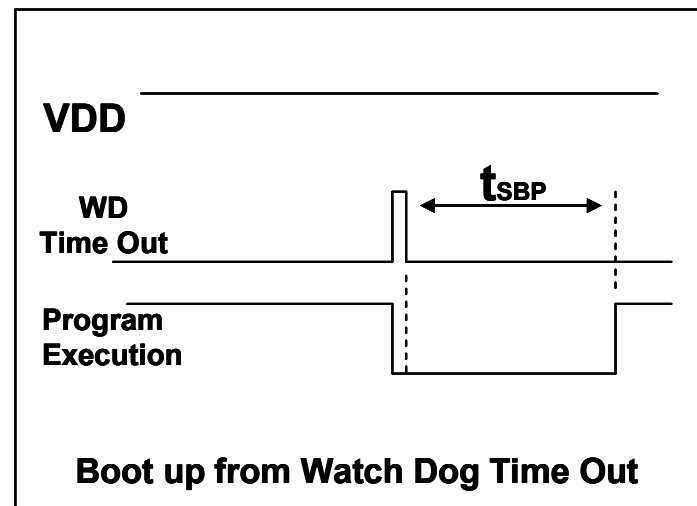 VDD
tSBP
WD
Time Out
Program
Execution
Boot up from Watch Dog Time Out